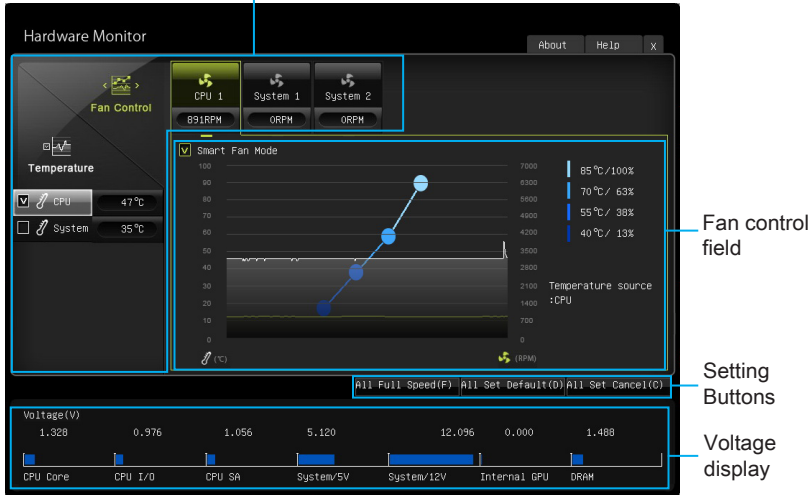 Hardware Monitor
About Help X
Fan Control
CPU 1 System 1 System 2
891RPM 0RPM 0RPM
Temperature
V CPU 47°C
System 35°C
V Smart Fan Mode
100 7000
90 6300
80 5600
70 4900
60 4200
50 3500
40 2800
30 2100
20 1400
10 700
0 0
(°C) (RPM)
85°C/100%
70°C/ 63%
55°C/ 38%
40°C/ 13%
Temperature source
:CPU
Fan control
field
All Full Speed(F) All Set Default(D) All Set Cancel(C)
Setting
Buttons
Voltage(V)
1.328 0.976 1.056 5.120 12.096 0.000 1.488
CPU Core CPU I/O CPU SA System/5V System/12V Internal GPU DRAM
Voltage
display